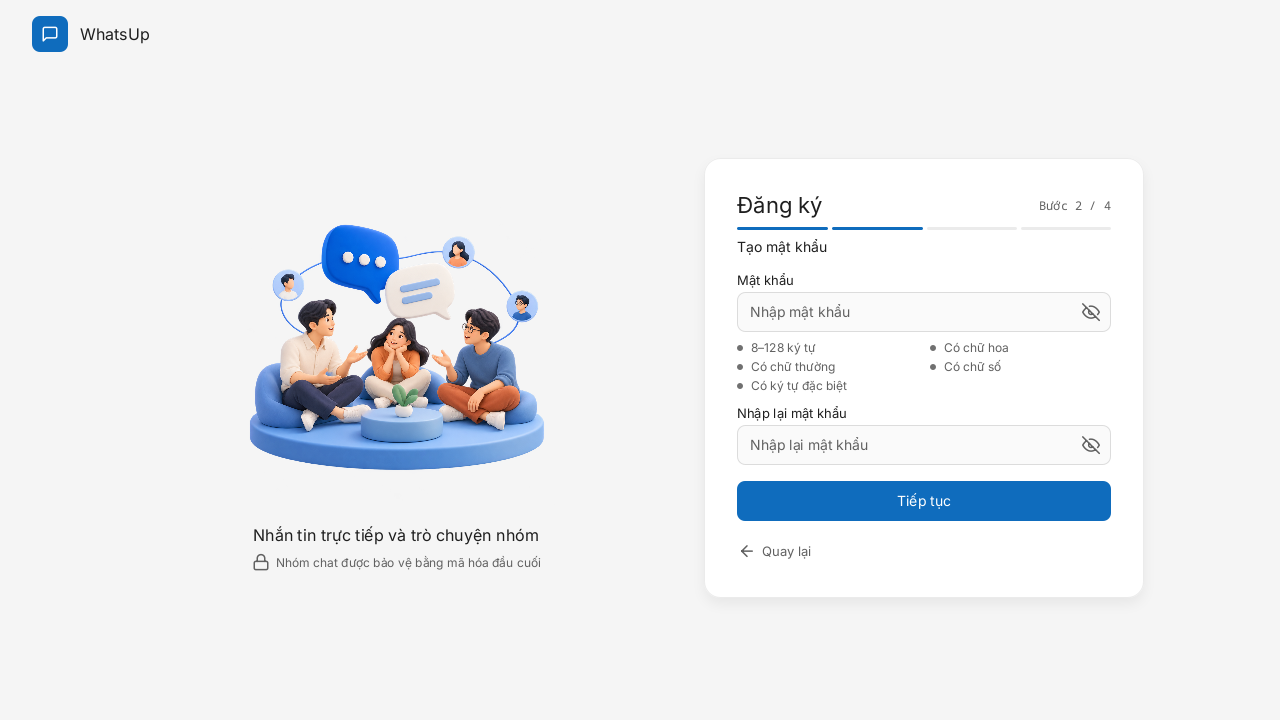 WhatsUp
Đăng ký
Bước 2 / 4
Tạo mật khẩu
Mật khẩu
Nhập mật khẩu
8–128 ký tự
Có chữ hoa
Có chữ thường
Có chữ số
Có ký tự đặc biệt
Nhập lại mật khẩu
Nhập lại mật khẩu
Tiếp tục
Quay lại
Nhắn tin trực tiếp và trò chuyện nhóm
Nhóm chat được bảo vệ bằng mã hóa đầu cuối